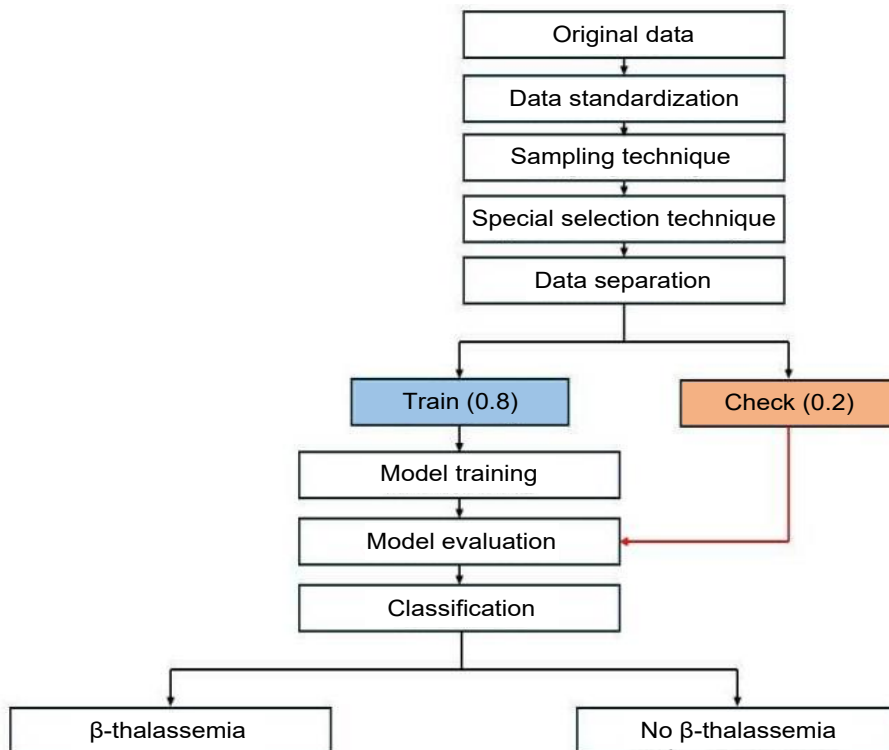 Original data
Data standardization
Sampling technique
Special selection technique
Data separation
Train (0.8)
Check (0.2)
Model training
Model evaluation
Classification
β-thalassemia
No β-thalassemia